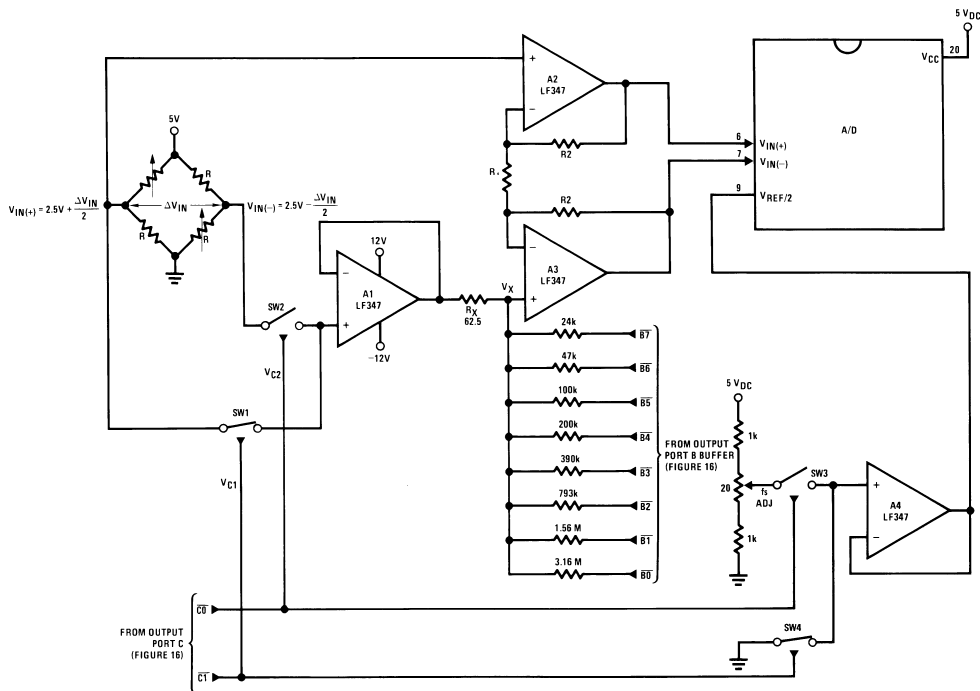 5 VDC
20
VCC
A/D
6
VIN(+)
7
VIN(−)
9
VREF/2
+
A2
LF347
−
R2
R.
R2
−
A3
LF347
+
5V
R
R
R
VIN(+) = 2.5V + ΔVIN/2
ΔVIN
VIN(−) = 2.5V − ΔVIN/2
SW2
VC2
SW1
VC1
−
12V
A1
LF347
+
−12V
RX
62.5
VX
24k
B7
47k
B6
100k
B5
200k
B4
390k
B3
793k
B2
1.56 M
B1
3.16 M
B0
FROM OUTPUT
PORT B BUFFER
(FIGURE 16)
5 VDC
1k
20
fs
ADJ
1k
SW3
+
A4
LF347
−
SW4
FROM OUTPUT
PORT C
(FIGURE 16)
C0
C1